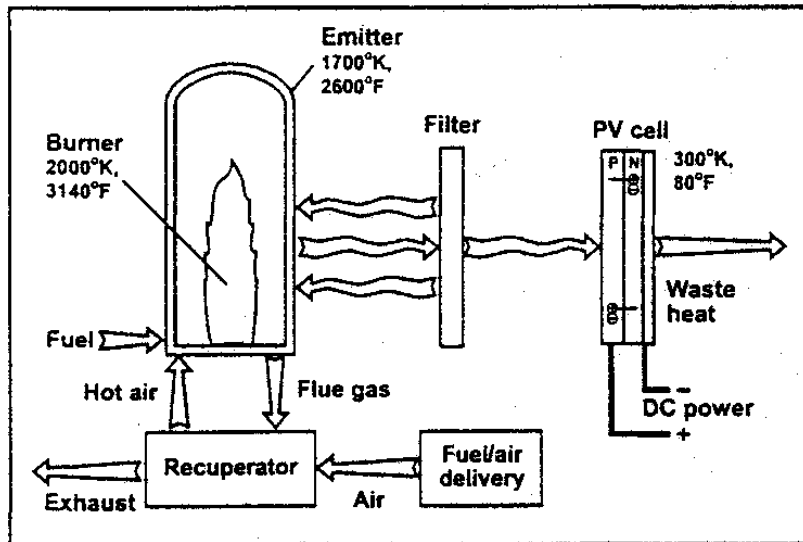 Emitter
1700°K,
2600°F
Burner
2000°K,
3140°F
Filter
PV cell
P N
300°K,
80°F
Waste
heat
Fuel
Hot air
Flue gas
DC power
−
+
Recuperator
Fuel/air
delivery
Exhaust
Air